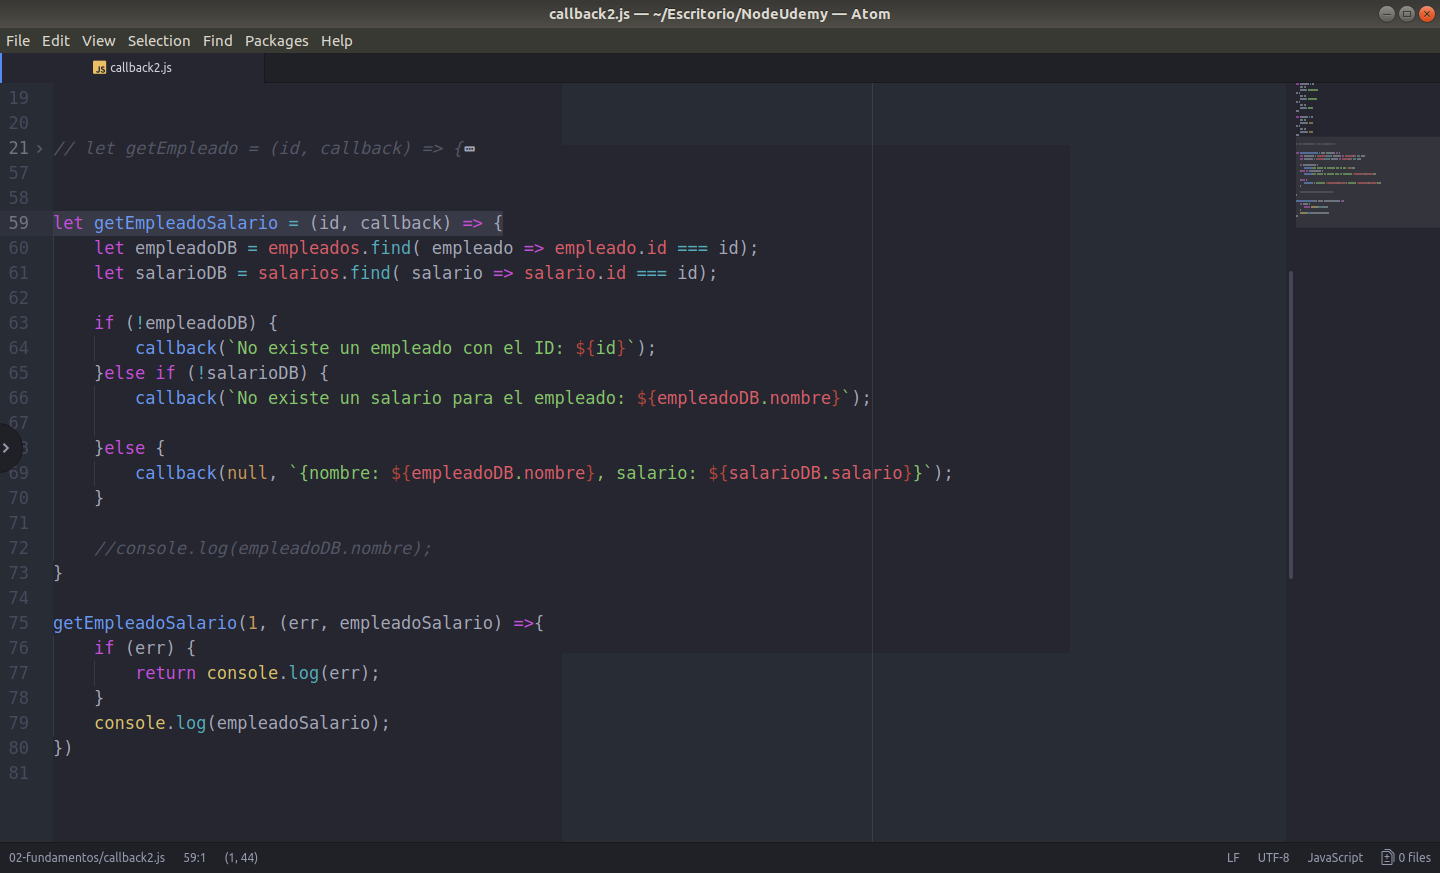 callback2.js — ~/Escritorio/NodeUdemy — Atom
File Edit View Selection Find Packages Help
JS callback2.js
19
20
21 // let getEmpleado = (id, callback) => {
57
58
59 let getEmpleadoSalario = (id, callback) => {
60     let empleadoDB = empleados.find( empleado => empleado.id === id);
61     let salarioDB = salarios.find( salario => salario.id === id);
62
63     if (!empleadoDB) {
64         callback(`No existe un empleado con el ID: ${id}`);
65     }else if (!salarioDB) {
66         callback(`No existe un salario para el empleado: ${empleadoDB.nombre}`);
67
8     }else {
69         callback(null, `{nombre: ${empleadoDB.nombre}, salario: ${salarioDB.salario}}`);
70     }
71
72     //console.log(empleadoDB.nombre);
73 }
74
75 getEmpleadoSalario(1, (err, empleadoSalario) =>{
76     if (err) {
77         return console.log(err);
78     }
79     console.log(empleadoSalario);
80 })
81
02-fundamentos/callback2.js 59:1 (1, 44) LF UTF-8 JavaScript 0 files